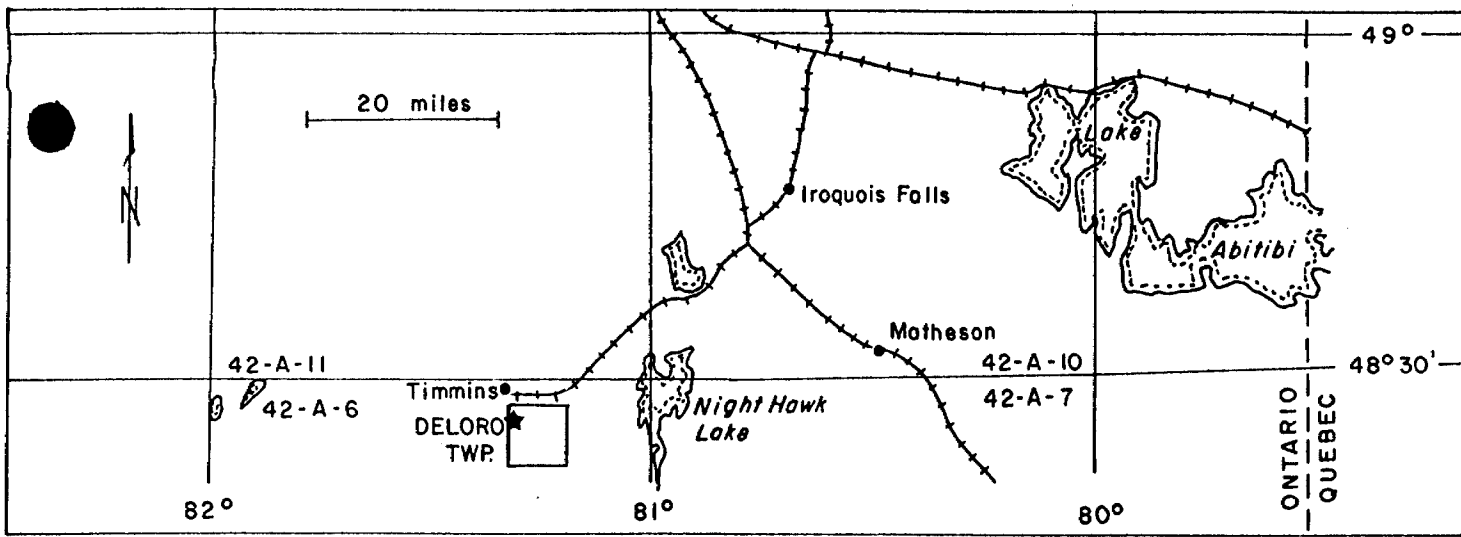 49°
20 miles
Lake
N
Iroquois Falls
Abitibi
Matheson
42-A-11
42-A-10
48° 30'
Timmins
42-A-6
42-A-7
Night Hawk
Lake
DELORO
TWP.
ONTARIO
QUEBEC
82°
81°
80°